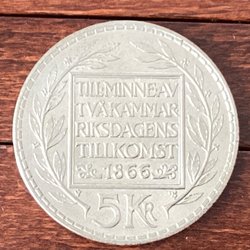 TILL MINNE AV
TVÅKAMMAR
RIKSDAGENS
TILLKOMST
1866
5 KR